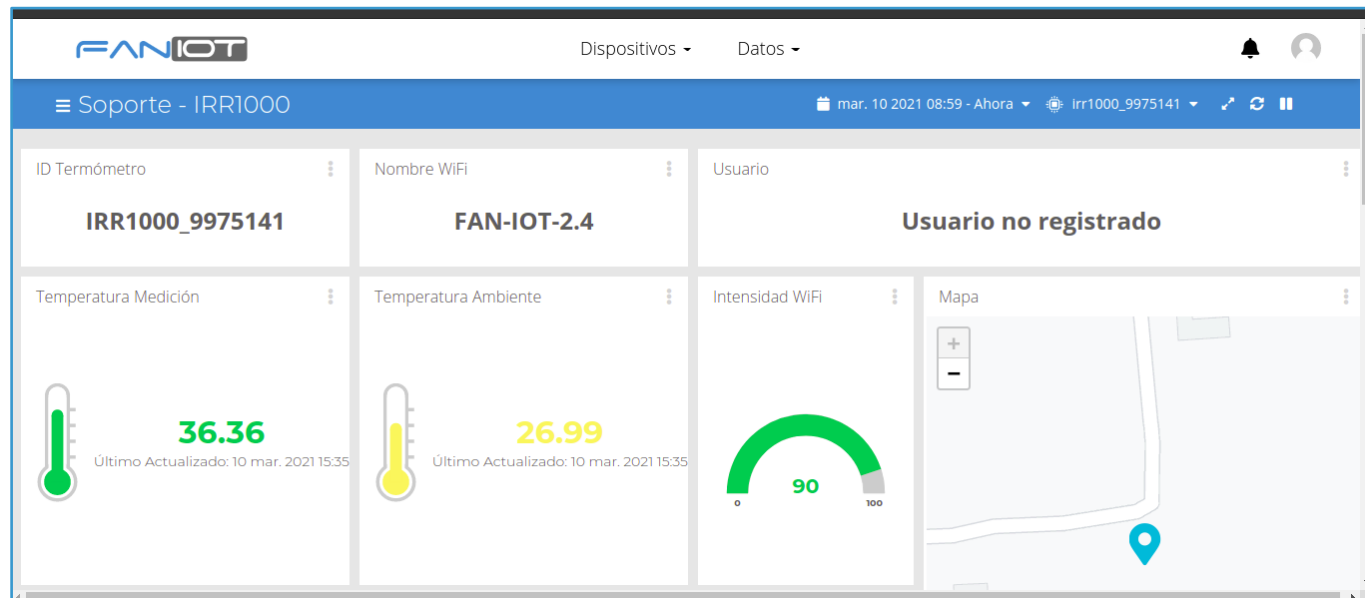 FANIOT
Dispositivos
Datos
Soporte - IRR1000
mar. 10 2021 08:59 - Ahora
irr1000_9975141
ID Termómetro
IRR1000_9975141
Nombre WiFi
FAN-IOT-2.4
Usuario
Usuario no registrado
Temperatura Medición
36.36
Último Actualizado: 10 mar. 2021 15:35
Temperatura Ambiente
26.99
Último Actualizado: 10 mar. 2021 15:35
Intensidad WiFi
90
0
100
Mapa
+
−